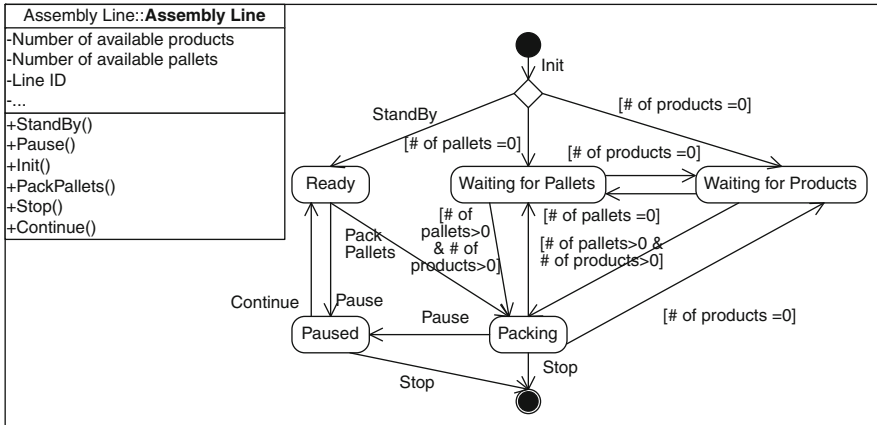 Assembly Line::Assembly Line
-Number of available products
-Number of available pallets
-Line ID
-...
+StandBy()
+Pause()
+Init()
+PackPallets()
+Stop()
+Continue()
Init
StandBy
[# of products =0]
[# of pallets =0]
[# of products =0]
Ready
Waiting for Pallets
Waiting for Products
[# of
pallets>0
& # of
products>0]
[# of pallets =0]
Pack
Pallets
[# of pallets>0 &
# of products>0]
Continue
Pause
[# of products =0]
Paused
Pause
Packing
Stop
Stop